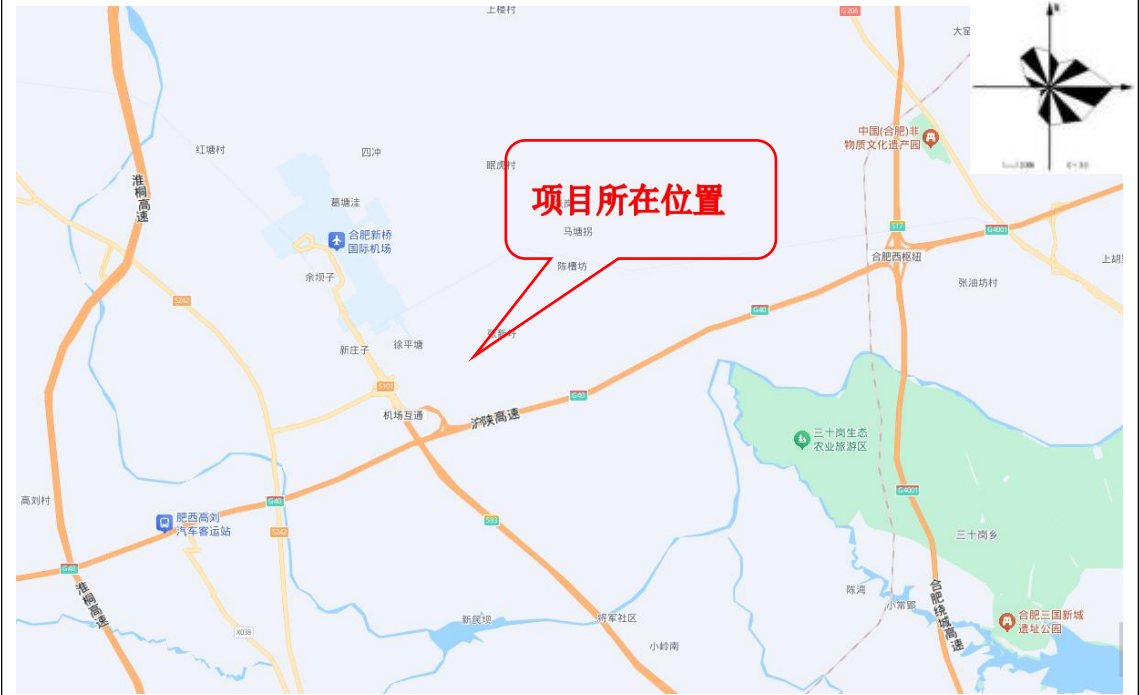 上楼村
G206
N
大窑
中国(合肥)非
物质文化遗产园
红塘村
四冲
眠虎村
淮桐高速
葛塘洼
项目所在位置
马塘拐
S17
G4001
合肥新桥
国际机场
合肥西枢纽
陈槽坊
上胡
余坝子
张油坊村
S242
G40
徐平塘
新庄子
S101
G40
机场互通
沪陕高速
三十岗生态
农业旅游区
高刘村
G4001
G40
肥西高刘
汽车客运站
S93
S242
三十岗乡
G40
淮桐高速
陈湾
小常郢
合肥绕城高速
新民坝
将军社区
合肥三国新城
遗址公园
X038
小岭南